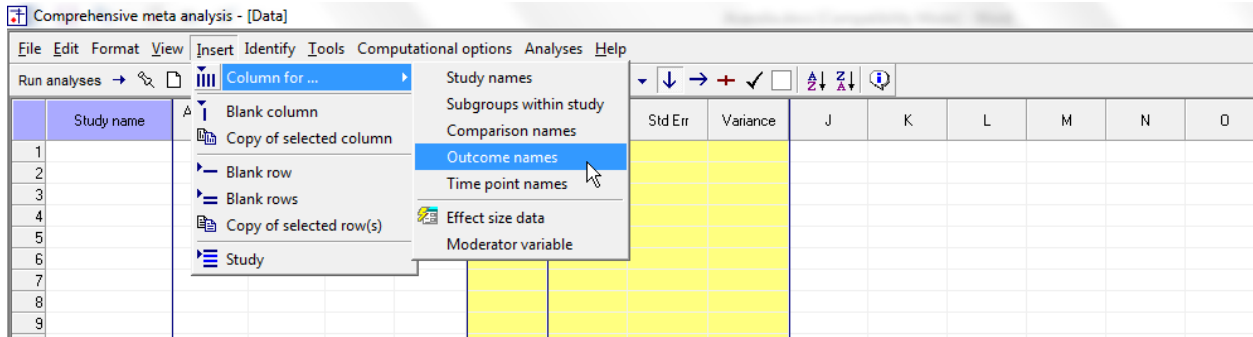 Comprehensive meta analysis - [Data]
File Edit Format View Insert Identify Tools Computational options Analyses Help
Run analyses
Column for ...
Blank column
Copy of selected column
Blank row
Blank rows
Copy of selected row(s)
Study
Study names
Subgroups within study
Comparison names
Outcome names
Time point names
Effect size data
Moderator variable
Study name A Std Err Variance J K L M N O
1
2
3
4
5
6
7
8
9